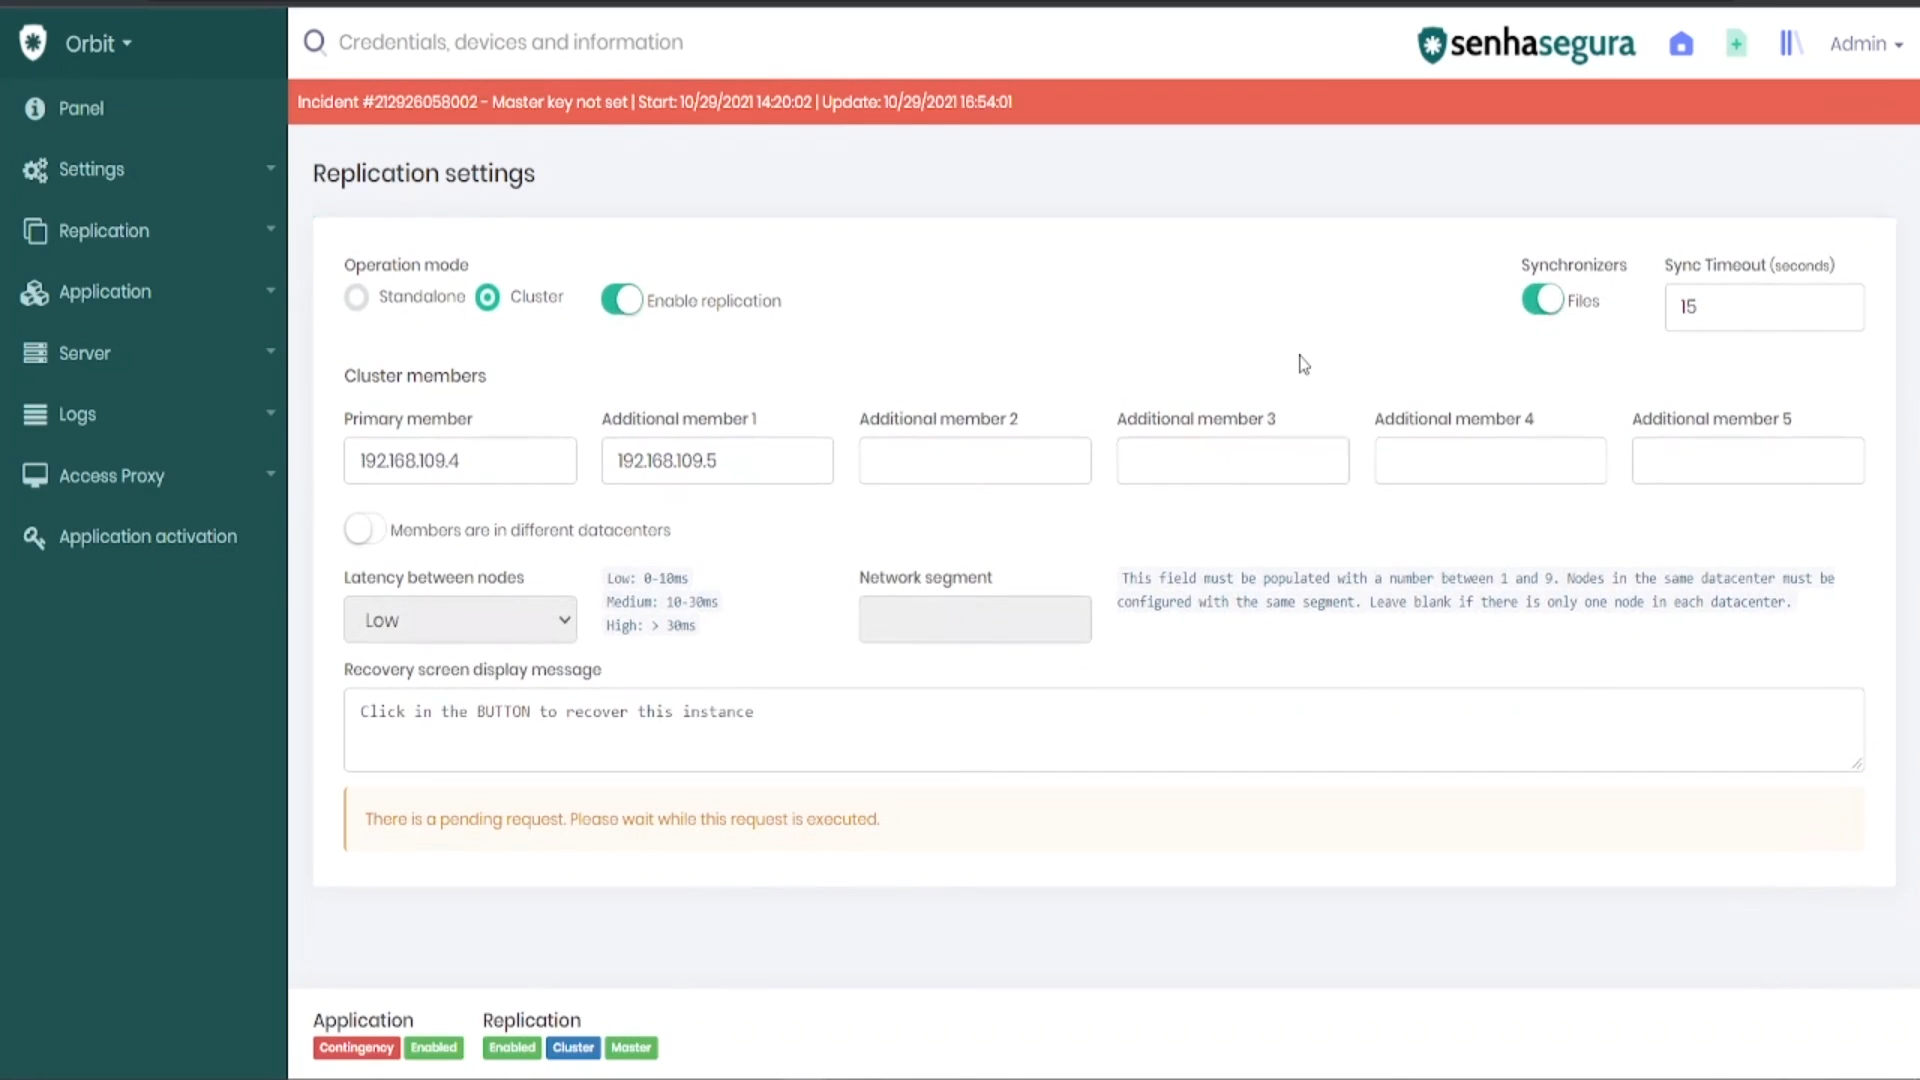 Orbit
Credentials, devices and information
senhasegura
Admin
Incident #212926058002 - Master key not set | Start: 10/29/2021 14:20:02 | Update: 10/29/2021 16:54:01
Panel
Settings
Replication
Application
Server
Logs
Access Proxy
Application activation
Replication settings
Operation mode
Standalone
Cluster
Enable replication
Synchronizers
Files
Sync Timeout (seconds)
15
Cluster members
Primary member
192.168.109.4
Additional member 1
192.168.109.5
Additional member 2
Additional member 3
Additional member 4
Additional member 5
Members are in different datacenters
Latency between nodes
Low
Low: 0-10ms
Medium: 10-30ms
High: > 30ms
Network segment
This field must be populated with a number between 1 and 9. Nodes in the same datacenter must be
configured with the same segment. Leave blank if there is only one node in each datacenter.
Recovery screen display message
Click in the BUTTON to recover this instance
There is a pending request. Please wait while this request is executed.
Application
Contingency Enabled
Replication
Enabled Cluster Master